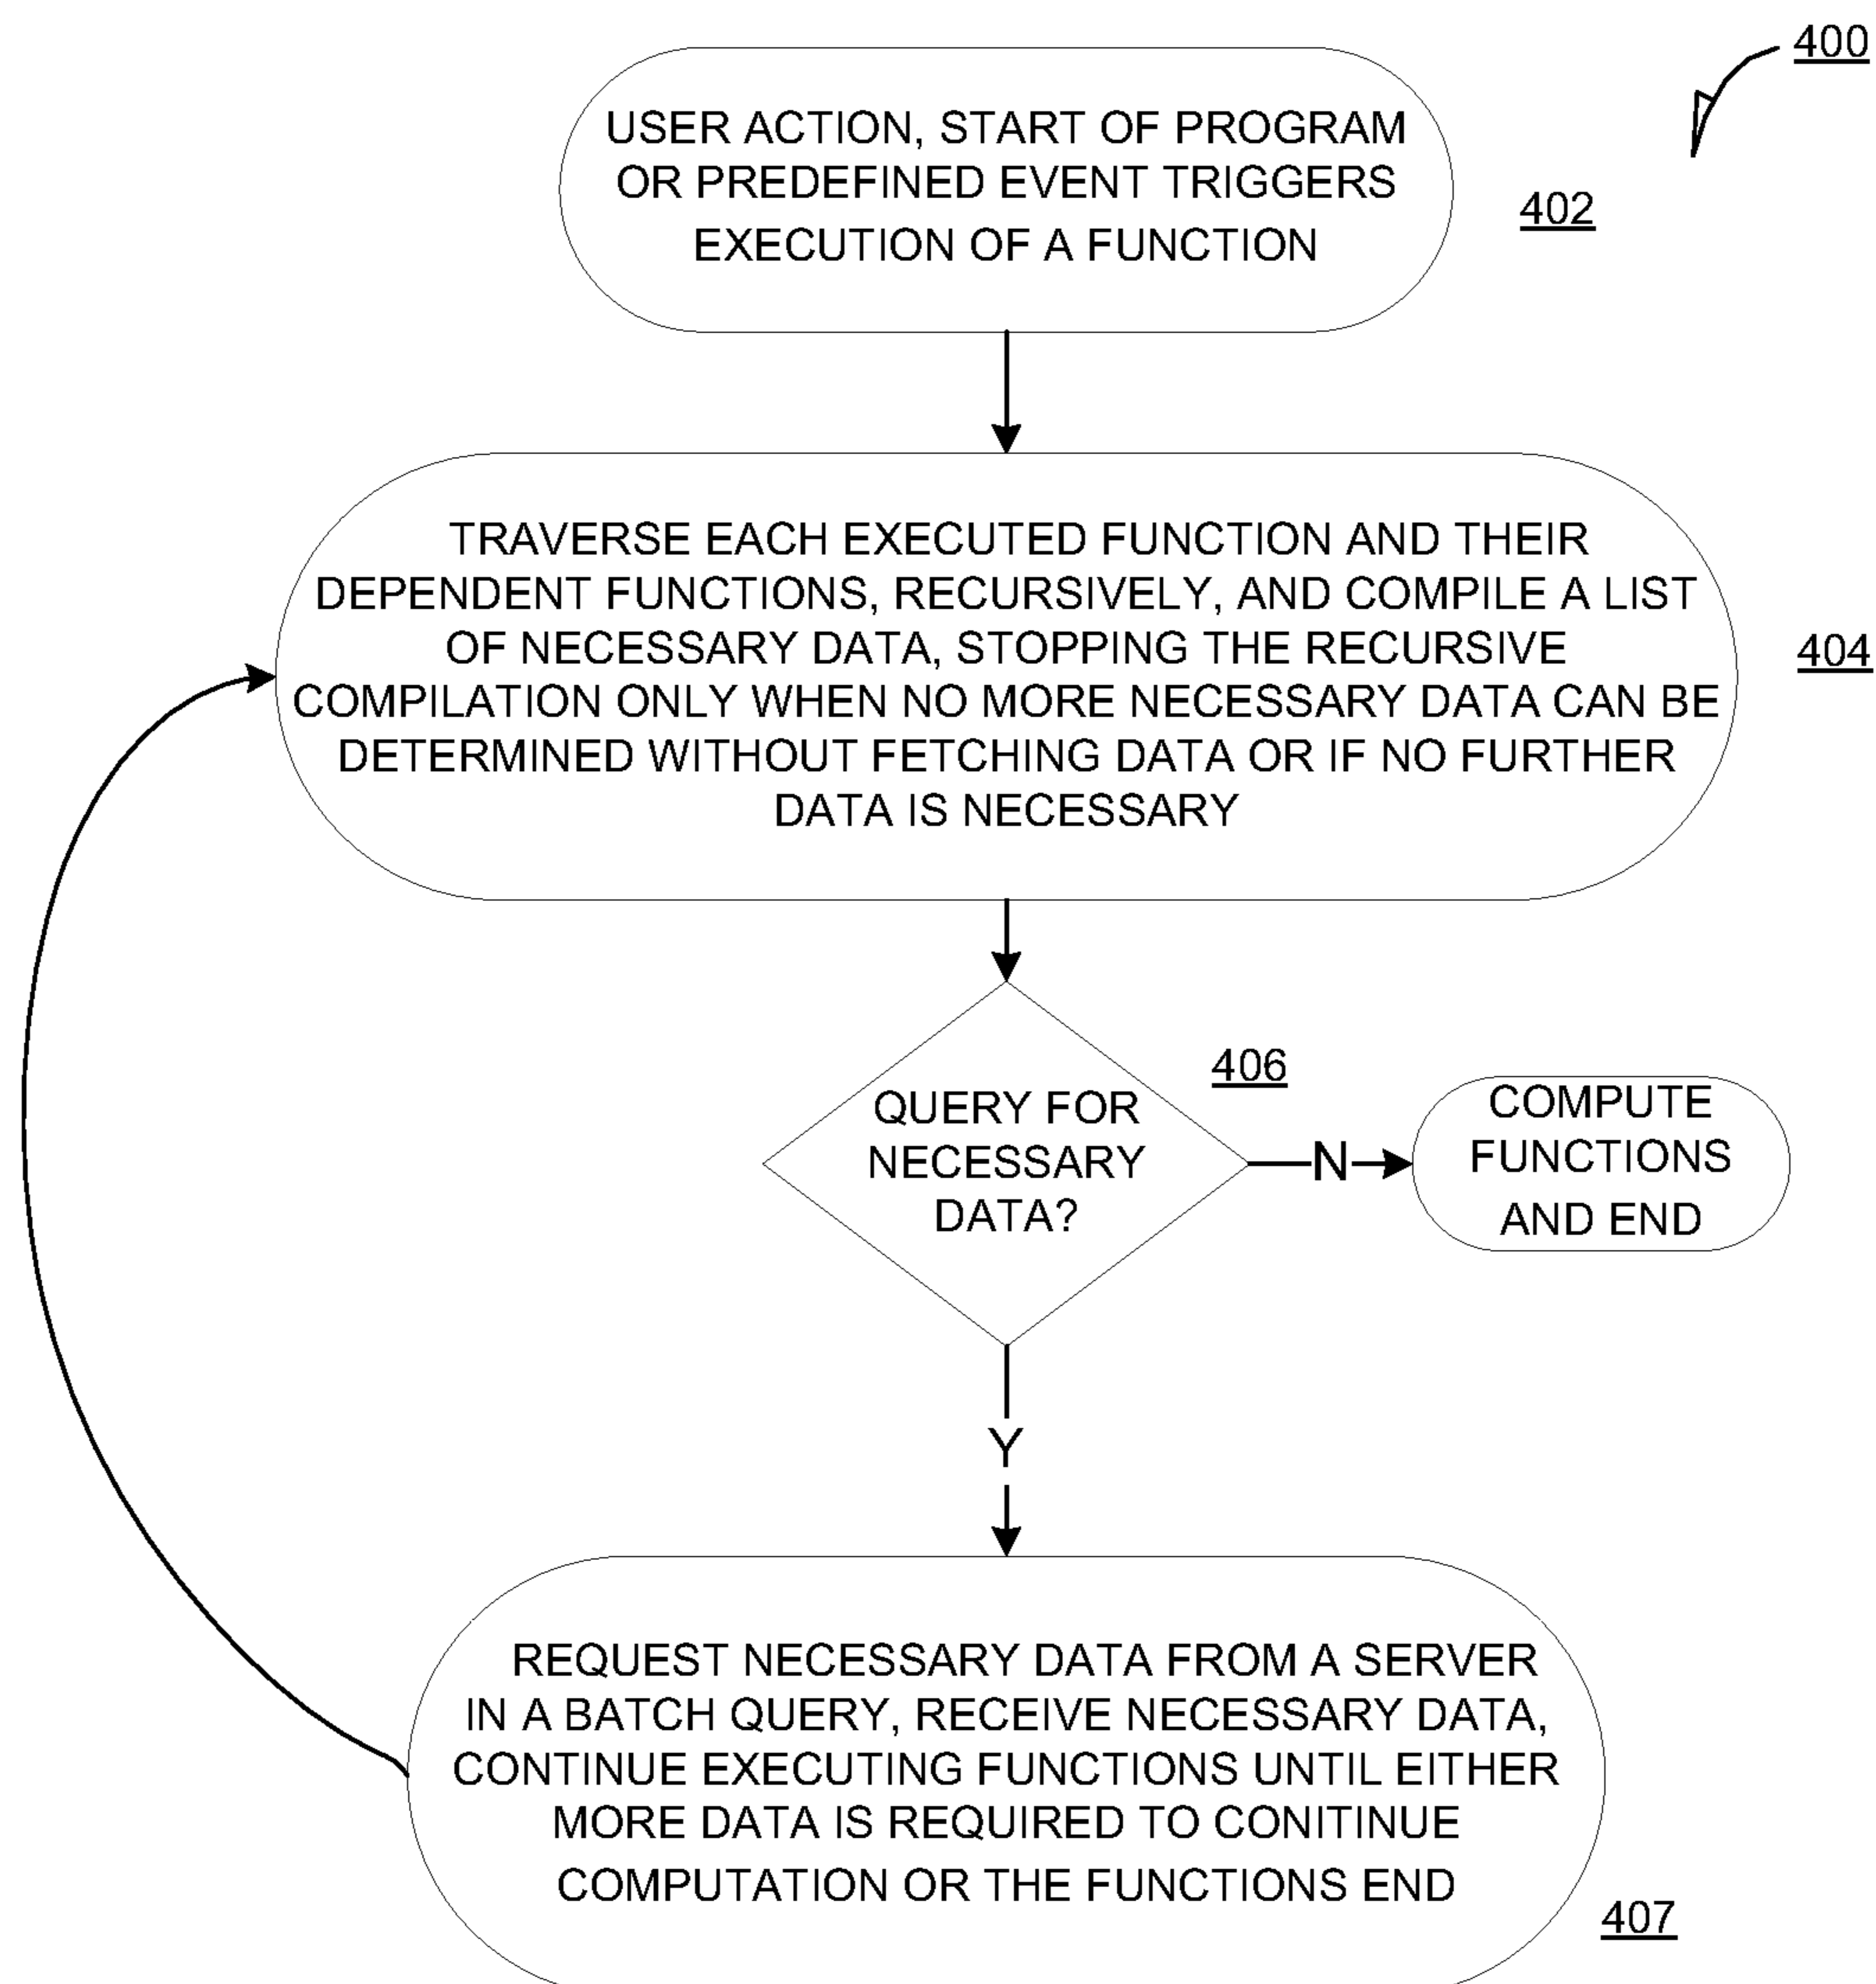 400
USER ACTION, START OF PROGRAM
OR PREDEFINED EVENT TRIGGERS
EXECUTION OF A FUNCTION
402
TRAVERSE EACH EXECUTED FUNCTION AND THEIR
DEPENDENT FUNCTIONS, RECURSIVELY, AND COMPILE A LIST
OF NECESSARY DATA, STOPPING THE RECURSIVE
COMPILATION ONLY WHEN NO MORE NECESSARY DATA CAN BE
DETERMINED WITHOUT FETCHING DATA OR IF NO FURTHER
DATA IS NECESSARY
404
406
QUERY FOR
NECESSARY
DATA?
N
COMPUTE
FUNCTIONS
AND END
Y
REQUEST NECESSARY DATA FROM A SERVER
IN A BATCH QUERY, RECEIVE NECESSARY DATA,
CONTINUE EXECUTING FUNCTIONS UNTIL EITHER
MORE DATA IS REQUIRED TO CONITINUE
COMPUTATION OR THE FUNCTIONS END
407